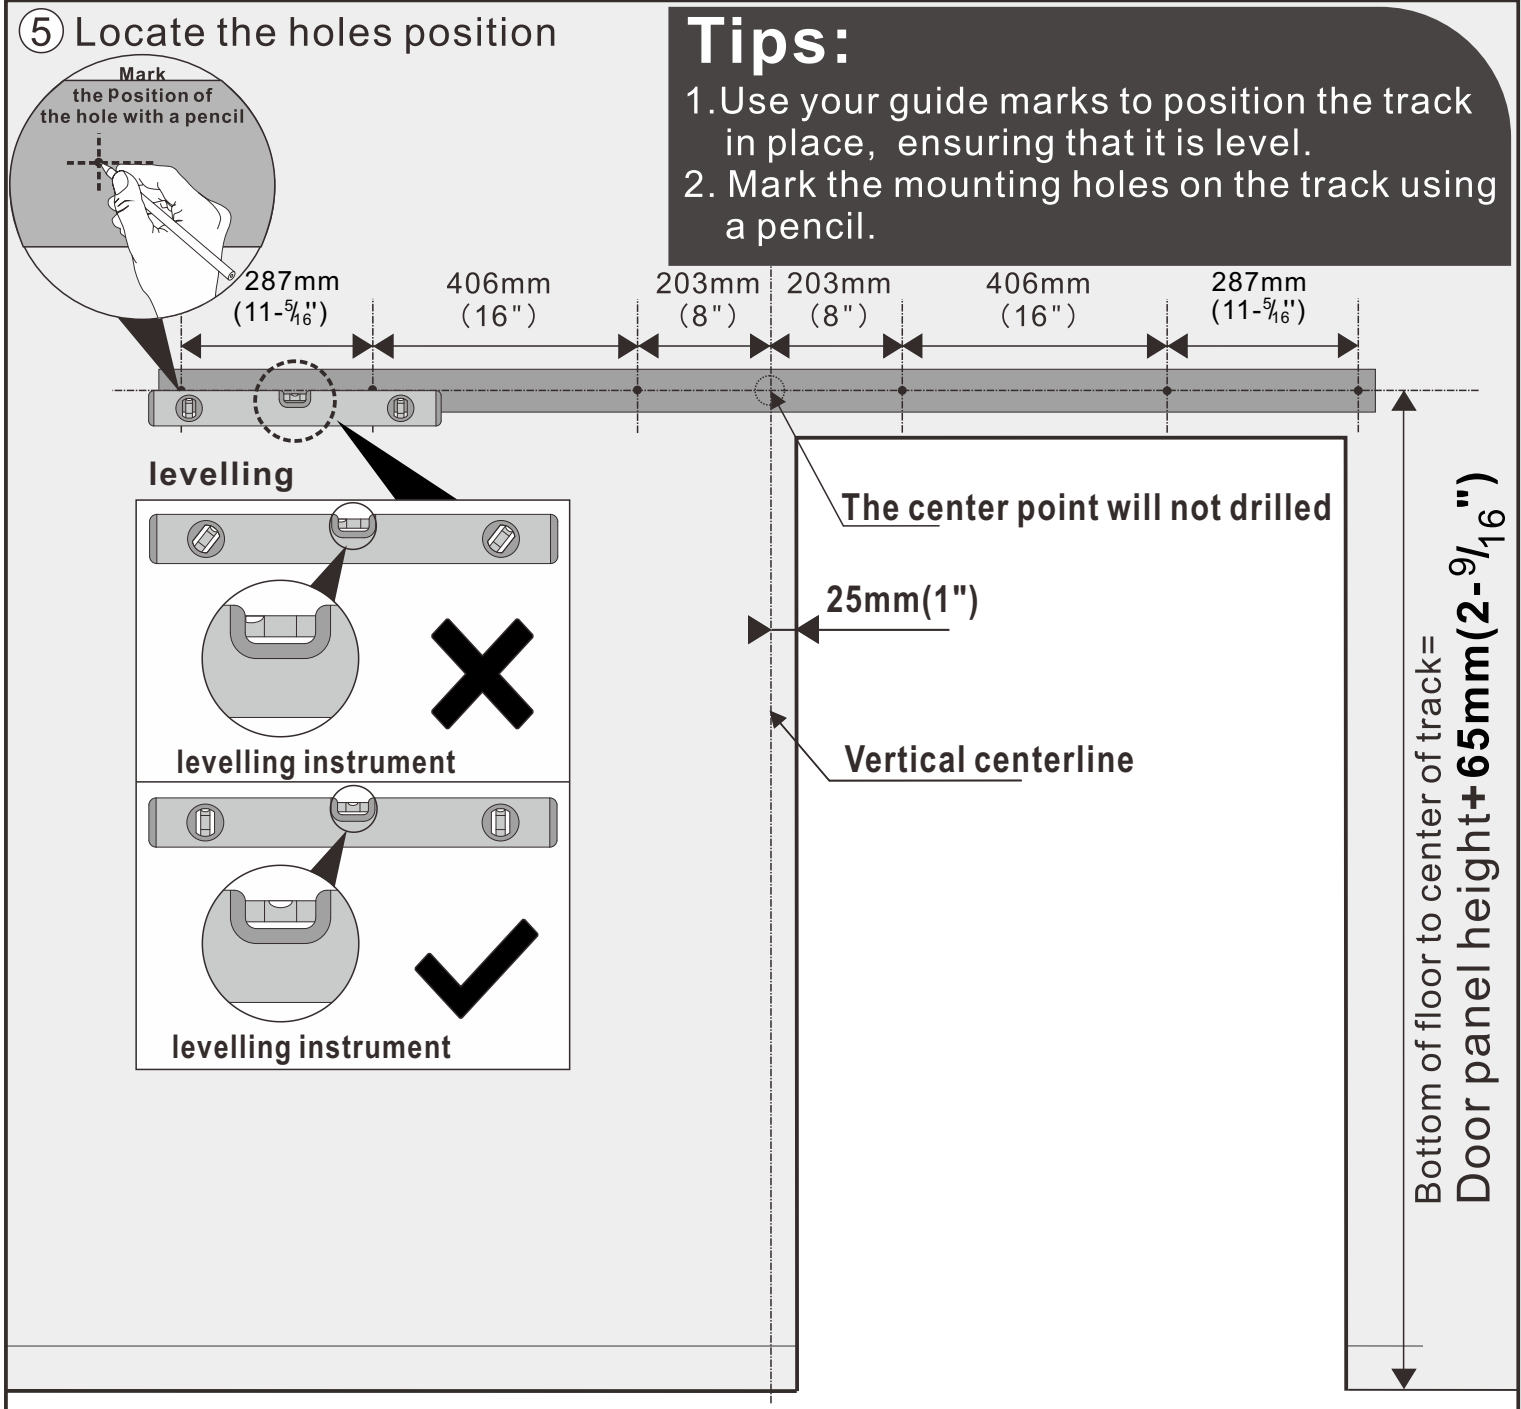 5 Locate the holes position
Mark
the Position of
the hole with a pencil
Tips:
1.Use your guide marks to position the track
in place, ensuring that it is level.
2. Mark the mounting holes on the track using
a pencil.
287mm
(11-5/16")
406mm
(16")
203mm
(8")
203mm
(8")
406mm
(16")
287mm
(11-5/16")
levelling
The center point will not drilled
25mm(1")
levelling instrument
Vertical centerline
levelling instrument
Bottom of floor to center of track=
Door panel height+65mm(2-9/16")